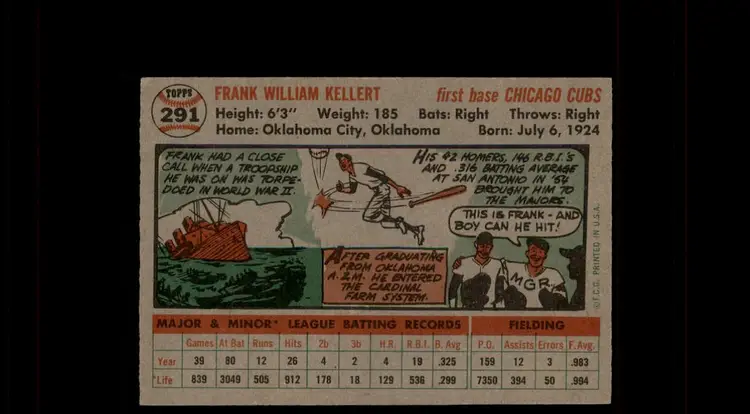 TOPPS
291
FRANK WILLIAM KELLERT
first base CHICAGO CUBS
Height: 6'3" Weight: 185 Bats: Right Throws: Right
Home: Oklahoma City, Oklahoma Born: July 6, 1924
FRANK HAD A CLOSE
CALL WHEN A TROOPSHIP
HE WAS ON WAS TORPE-
DOED IN WORLD WAR II.
AFTER GRADUATING
FROM OKLAHOMA
A.&M. HE ENTERED
THE CARDINAL
FARM SYSTEM.
HIS 42 HOMERS, 146 R.B.I.'S
AND .316 BATTING AVERAGE
AT SAN ANTONIO IN '54
BROUGHT HIM TO
THE MAJORS.
THIS IS FRANK - AND
BOY CAN HE HIT!
MGR.
©T.C.G. PRINTED IN U.S.A.
MAJOR & MINOR* LEAGUE BATTING RECORDS FIELDING
Games At Bat Runs Hits 2b 3b H.R. R.B.I. B. Avg P.O. Assists Errors F. Avg.
Year 39 80 12 26 4 2 4 19 .325 159 12 3 .983
*Life 839 3049 505 912 178 18 129 536 .299 7350 394 50 .994